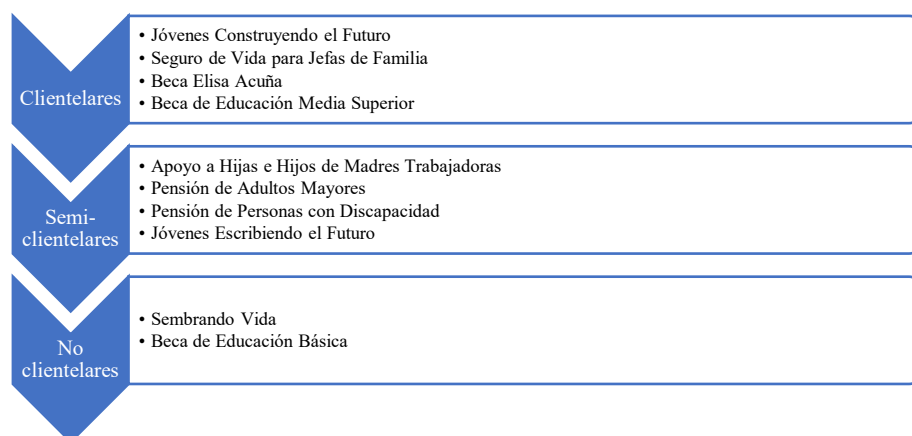 Clientelares
• Jóvenes Construyendo el Futuro
• Seguro de Vida para Jefas de Familia
• Beca Elisa Acuña
• Beca de Educación Media Superior
Semi-
clientelares
• Apoyo a Hijas e Hijos de Madres Trabajadoras
• Pensión de Adultos Mayores
• Pensión de Personas con Discapacidad
• Jóvenes Escribiendo el Futuro
No
clientelares
• Sembrando Vida
• Beca de Educación Básica